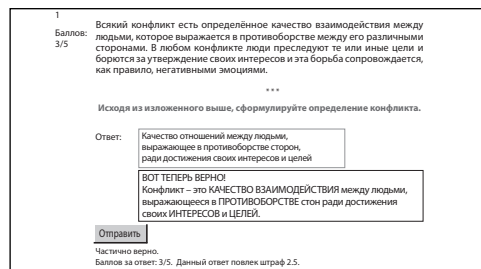 1
Баллов:
3/5
Всякий конфликт есть определённое качество взаимодействия между
людьми, которое выражается в противоборстве между его различными
сторонами. В любом конфликте люди преследуют те или иные цели и
борются за утверждение своих интересов и эта борьба сопровождается,
как правило, негативными эмоциями.
***
Исходя из изложенного выше, сформулируйте определение конфликта.
Ответ:
Качество отношений между людьми,
выражающее в противоборстве сторон,
ради достижения своих интересов и целей
ВОТ ТЕПЕРЬ ВЕРНО!
Конфликт – это КАЧЕСТВО ВЗАИМОДЕЙСТВИЯ между людьми,
выражающееся в ПРОТИВОБОРСТВЕ стон ради достижения
своих ИНТЕРЕСОВ и ЦЕЛЕЙ.
Отправить
Частично верно.
Баллов за ответ: 3/5. Данный ответ повлек штраф 2.5.